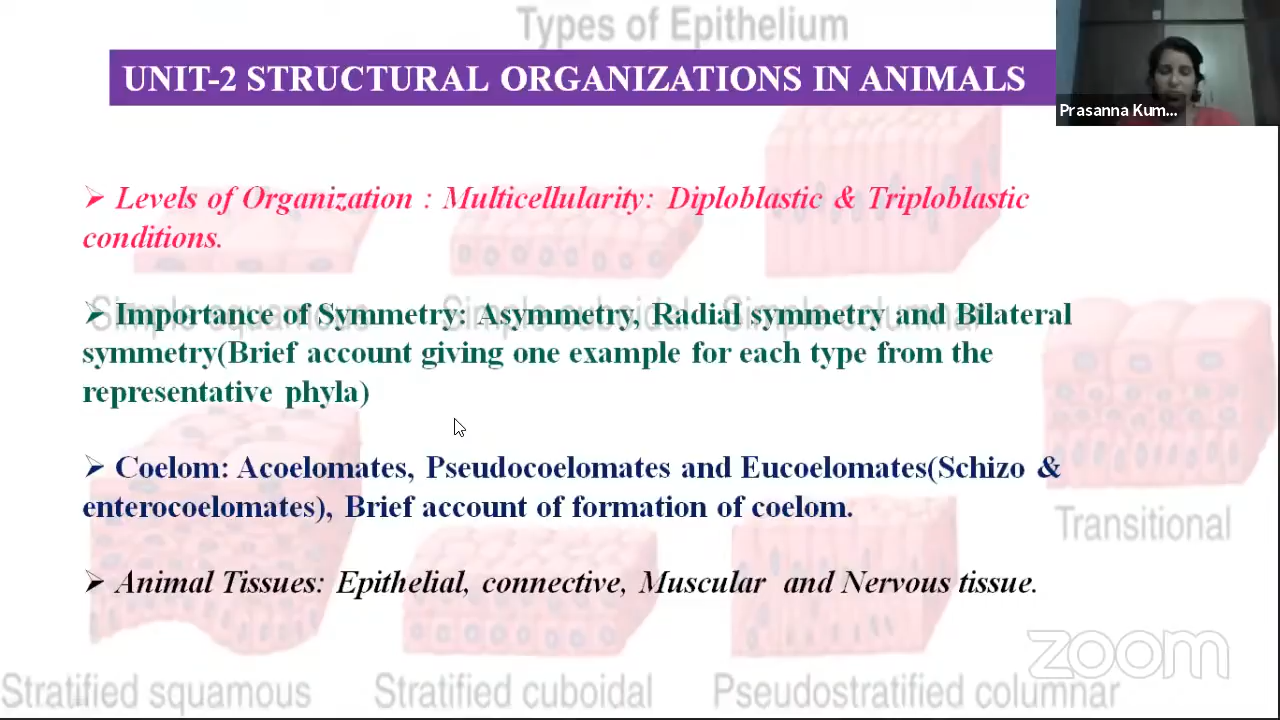 Types of Epithelium
UNIT-2 STRUCTURAL ORGANIZATIONS IN ANIMALS
Prasanna Kum...
➢ Levels of Organization : Multicellularity: Diploblastic & Triploblastic
conditions.
Simple squamous Simple cuboidal Simple columnar
➢ Importance of Symmetry: Asymmetry, Radial symmetry and Bilateral
symmetry(Brief account giving one example for each type from the
representative phyla)
➢ Coelom: Acoelomates, Pseudocoelomates and Eucoelomates(Schizo &
enterocoelomates), Brief account of formation of coelom.
Transitional
➢ Animal Tissues: Epithelial, connective, Muscular and Nervous tissue.
zoom
Stratified squamous Stratified cuboidal Pseudostratified columnar